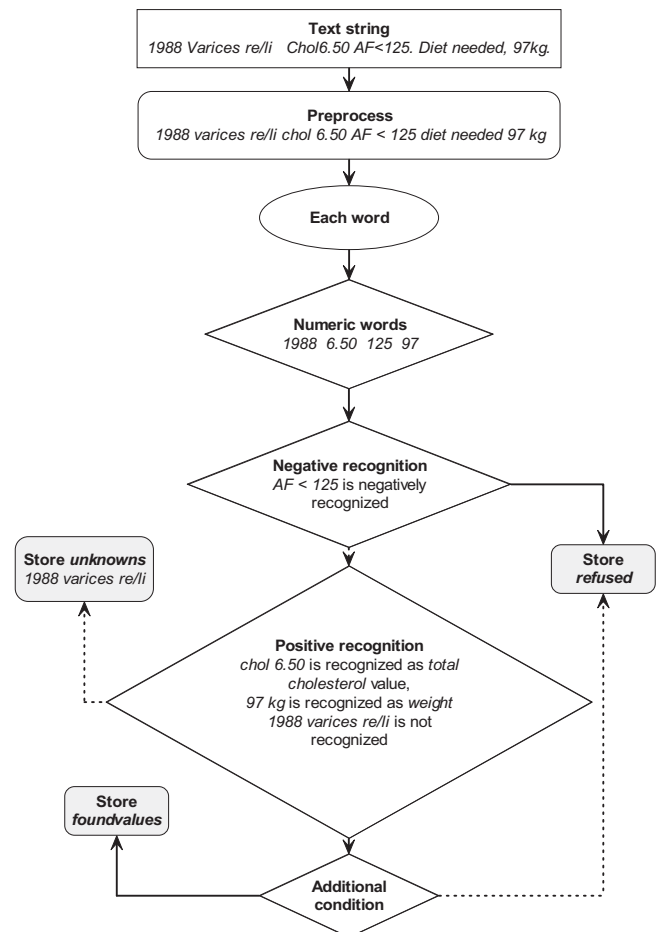 Text string
1988 Varices re/li   Chol6.50 AF<125. Diet needed, 97kg.
Preprocess
1988 varices re/li chol 6.50 AF < 125 diet needed 97 kg
Each word
Numeric words
1988  6.50  125  97
Negative recognition
AF < 125 is negatively
recognized
Store unknowns
1988 varices re/li
Store
refused
Positive recognition
chol 6.50 is recognized as total
cholesterol value,
97 kg is recognized as weight
1988 varices re/li is not
recognized
Store
foundvalues
Additional
condition